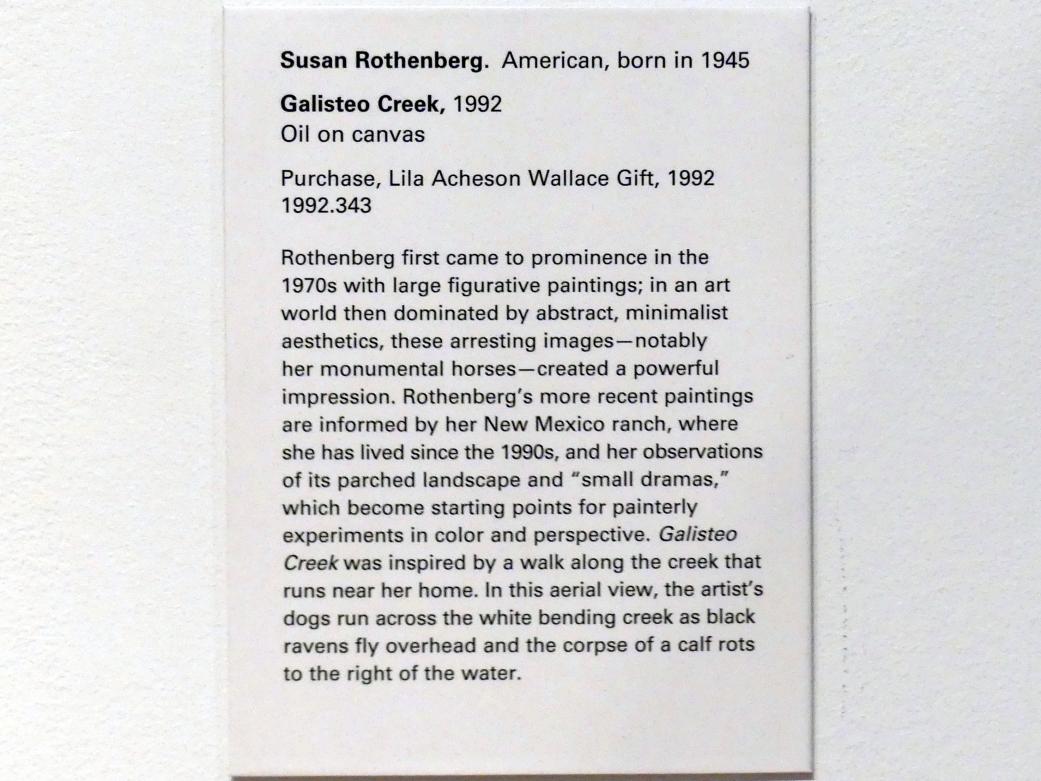 Susan Rothenberg. American, born in 1945
Galisteo Creek, 1992
Oil on canvas
Purchase, Lila Acheson Wallace Gift, 1992
1992.343
Rothenberg first came to prominence in the
1970s with large figurative paintings; in an art
world then dominated by abstract, minimalist
aesthetics, these arresting images—notably
her monumental horses—created a powerful
impression. Rothenberg's more recent paintings
are informed by her New Mexico ranch, where
she has lived since the 1990s, and her observations
of its parched landscape and “small dramas,”
which become starting points for painterly
experiments in color and perspective. Galisteo
Creek was inspired by a walk along the creek that
runs near her home. In this aerial view, the artist's
dogs run across the white bending creek as black
ravens fly overhead and the corpse of a calf rots
to the right of the water.